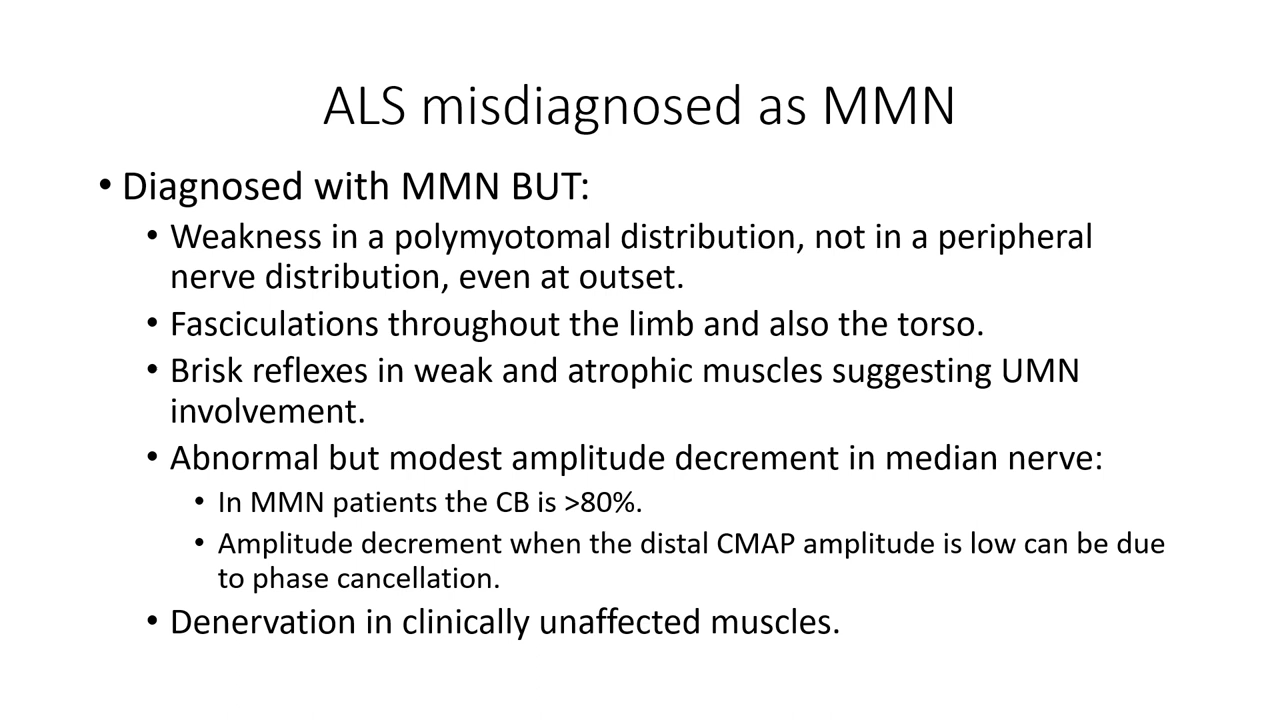 ALS misdiagnosed as MMN
• Diagnosed with MMN BUT:
• Weakness in a polymyotomal distribution, not in a peripheral
nerve distribution, even at outset.
• Fasciculations throughout the limb and also the torso.
• Brisk reflexes in weak and atrophic muscles suggesting UMN
involvement.
• Abnormal but modest amplitude decrement in median nerve:
• In MMN patients the CB is >80%.
• Amplitude decrement when the distal CMAP amplitude is low can be due
to phase cancellation.
• Denervation in clinically unaffected muscles.